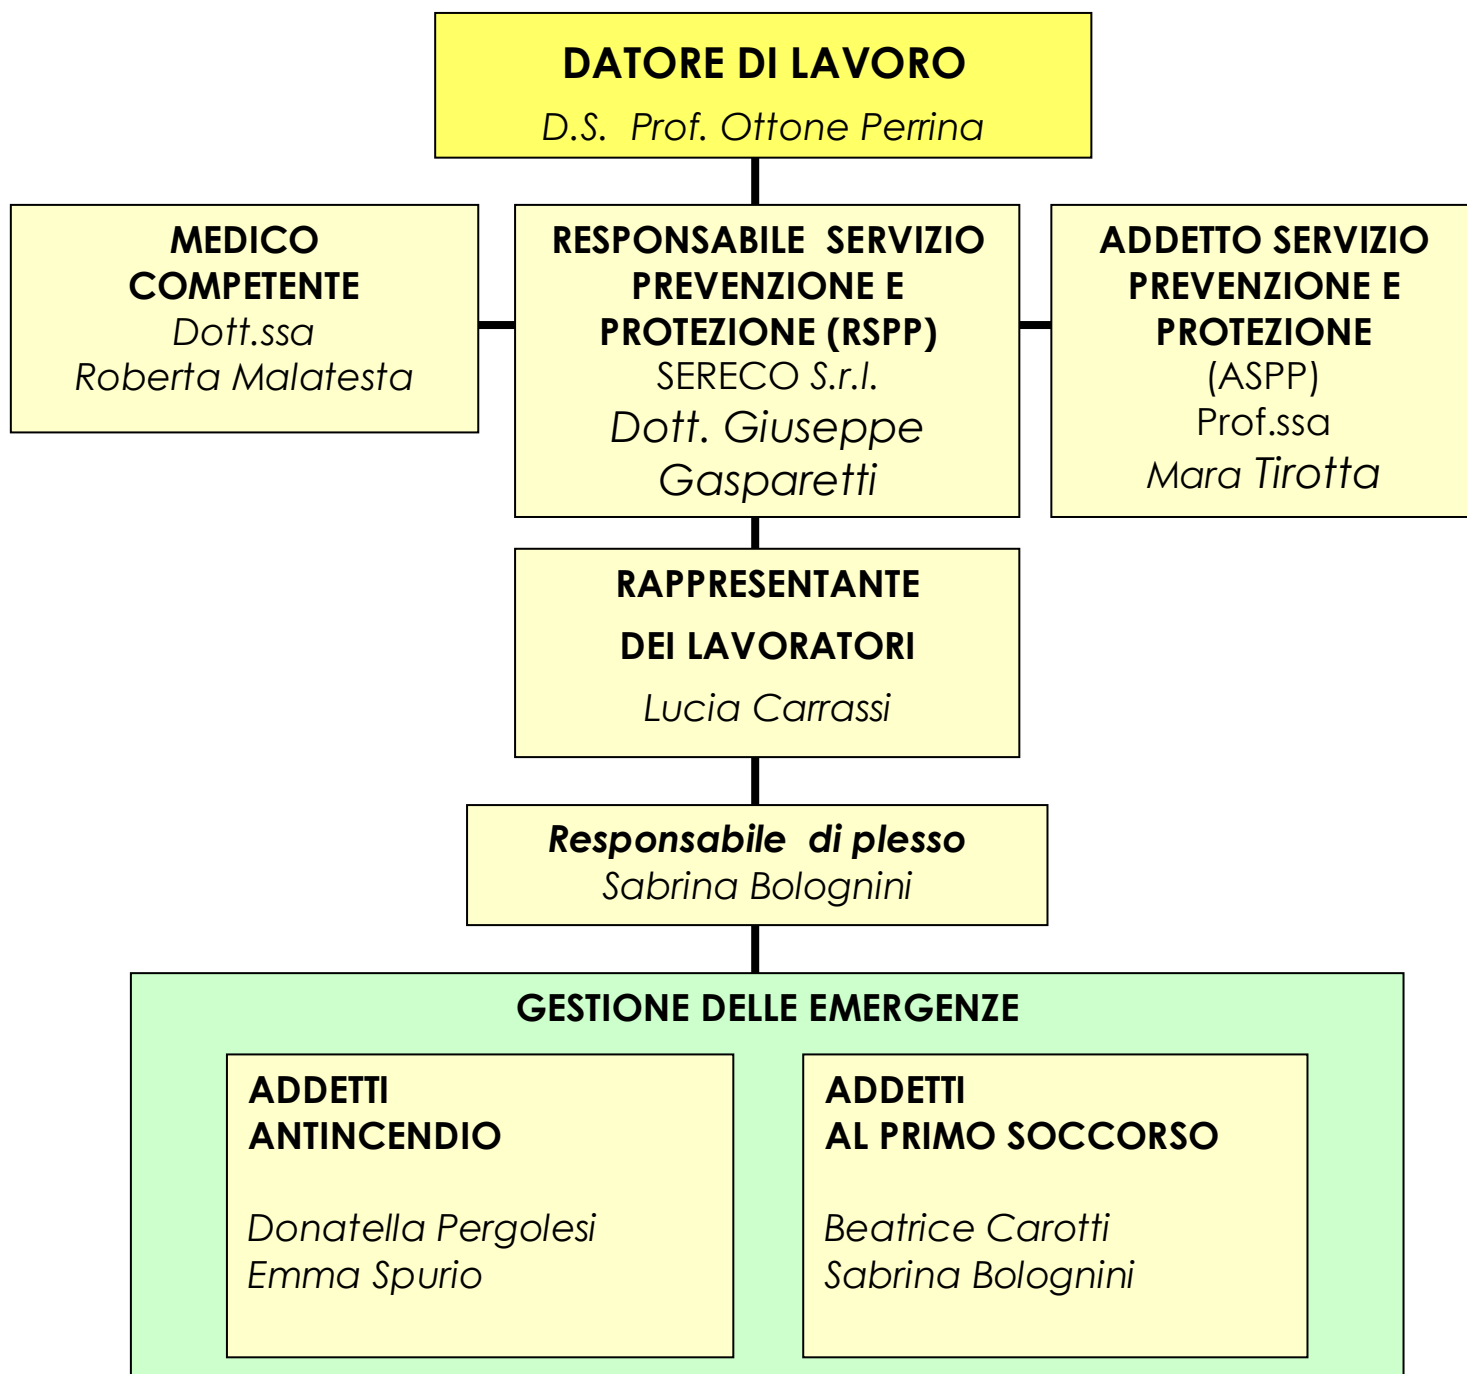 DATORE DI LAVORO
D.S. Prof. Ottone Perrina
MEDICO
COMPETENTE
Dott.ssa
Roberta Malatesta
RESPONSABILE SERVIZIO
PREVENZIONE E
PROTEZIONE (RSPP)
SERECO S.r.l.
Dott. Giuseppe
Gasparetti
ADDETTO SERVIZIO
PREVENZIONE E
PROTEZIONE
(ASPP)
Prof.ssa
Mara Tirotta
RAPPRESENTANTE
DEI LAVORATORI
Lucia Carrassi
Responsabile di plesso
Sabrina Bolognini
GESTIONE DELLE EMERGENZE
ADDETTI
ANTINCENDIO
Donatella Pergolesi
Emma Spurio
ADDETTI
AL PRIMO SOCCORSO
Beatrice Carotti
Sabrina Bolognini